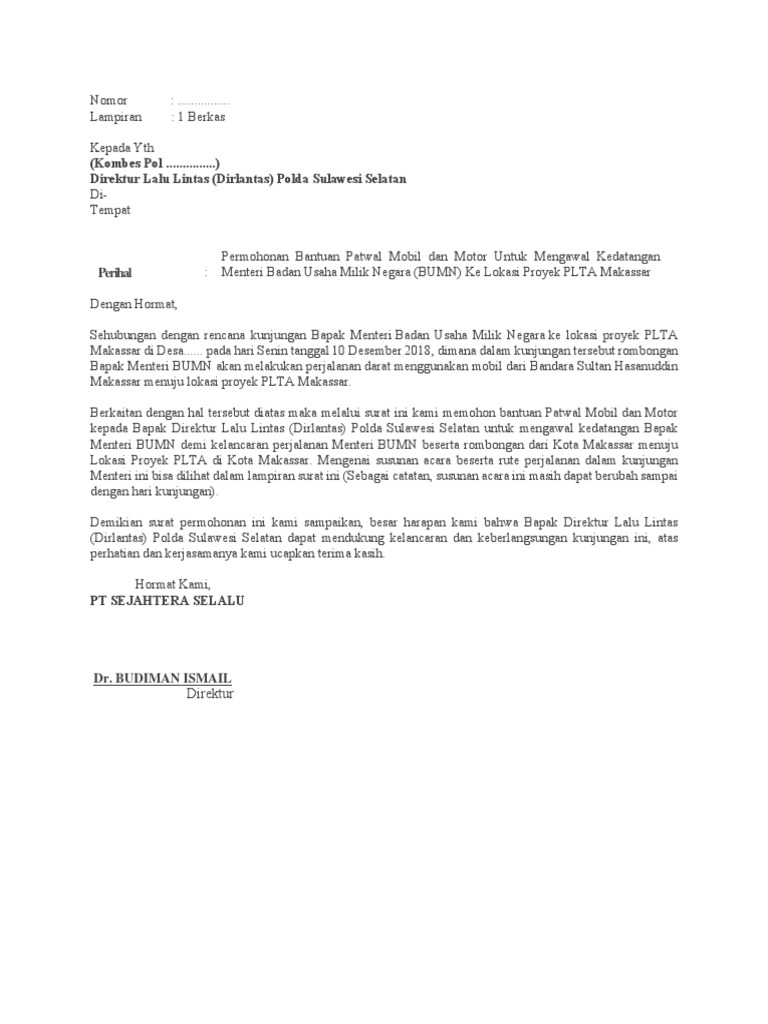 Nomor : ................
Lampiran : 1 Berkas
Kepada Yth
(Kombes Pol ...............)
Direktur Lalu Lintas (Dirlantas) Polda Sulawesi Selatan
Di-
Tempat
Permohonan Bantuan Patwal Mobil dan Motor Untuk Mengawal Kedatangan
Perihal : Menteri Badan Usaha Milik Negara (BUMN) Ke Lokasi Proyek PLTA Makassar
Dengan Hormat,
Sehubungan dengan rencana kunjungan Bapak Menteri Badan Usaha Milik Negara ke lokasi proyek PLTA
Makassar di Desa...... pada hari Senin tanggal 10 Desember 2018, dimana dalam kunjungan tersebut rombongan
Bapak Menteri BUMN akan melakukan perjalanan darat menggunakan mobil dari Bandara Sultan Hasanuddin
Makassar menuju lokasi proyek PLTA Makassar.
Berkaitan dengan hal tersebut diatas maka melalui surat ini kami memohon bantuan Patwal Mobil dan Motor
kepada Bapak Direktur Lalu Lintas (Dirlantas) Polda Sulawesi Selatan untuk mengawal kedatangan Bapak
Menteri BUMN demi kelancaran perjalanan Menteri BUMN beserta rombongan dari Kota Makassar menuju
Lokasi Proyek PLTA di Kota Makassar. Mengenai susunan acara beserta rute perjalanan dalam kunjungan
Menteri ini bisa dilihat dalam lampiran surat ini (Sebagai catatan, susunan acara ini masih dapat berubah sampai
dengan hari kunjungan).
Demikian surat permohonan ini kami sampaikan, besar harapan kami bahwa Bapak Direktur Lalu Lintas
(Dirlantas) Polda Sulawesi Selatan dapat mendukung kelancaran dan keberlangsungan kunjungan ini, atas
perhatian dan kerjasamanya kami ucapkan terima kasih.
Hormat Kami,
PT SEJAHTERA SELALU
Dr. BUDIMAN ISMAIL
Direktur